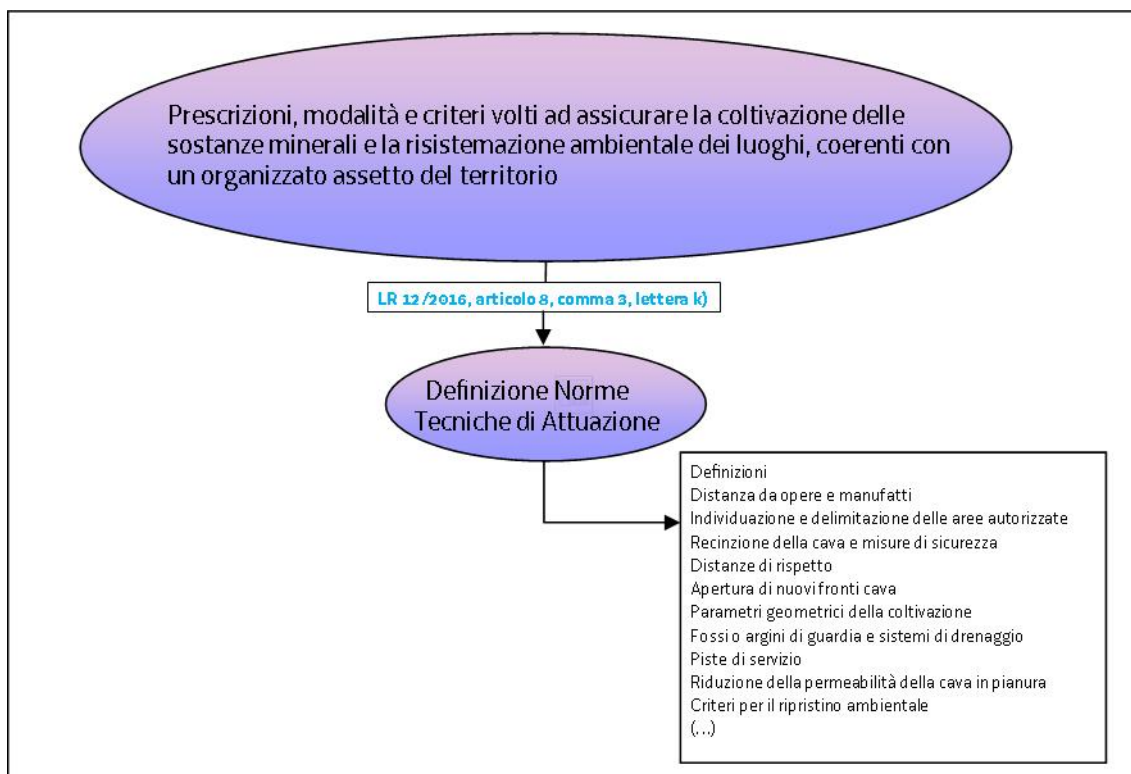 Prescrizioni, modalità e criteri volti ad assicurare la coltivazione delle
sostanze minerali e la risistemazione ambientale dei luoghi, coerenti con
un organizzato assetto del territorio
LR 12/2016, articolo 8, comma 3, lettera k)
Definizione Norme
Tecniche di Attuazione
Definizioni
Distanza da opere e manufatti
Individuazione e delimitazione delle aree autorizzate
Recinzione della cava e misure di sicurezza
Distanze di rispetto
Apertura di nuovi fronti cava
Parametri geometrici della coltivazione
Fossi o argini di guardia e sistemi di drenaggio
Piste di servizio
Riduzione della permeabilità della cava in pianura
Criteri per il ripristino ambientale
(...)